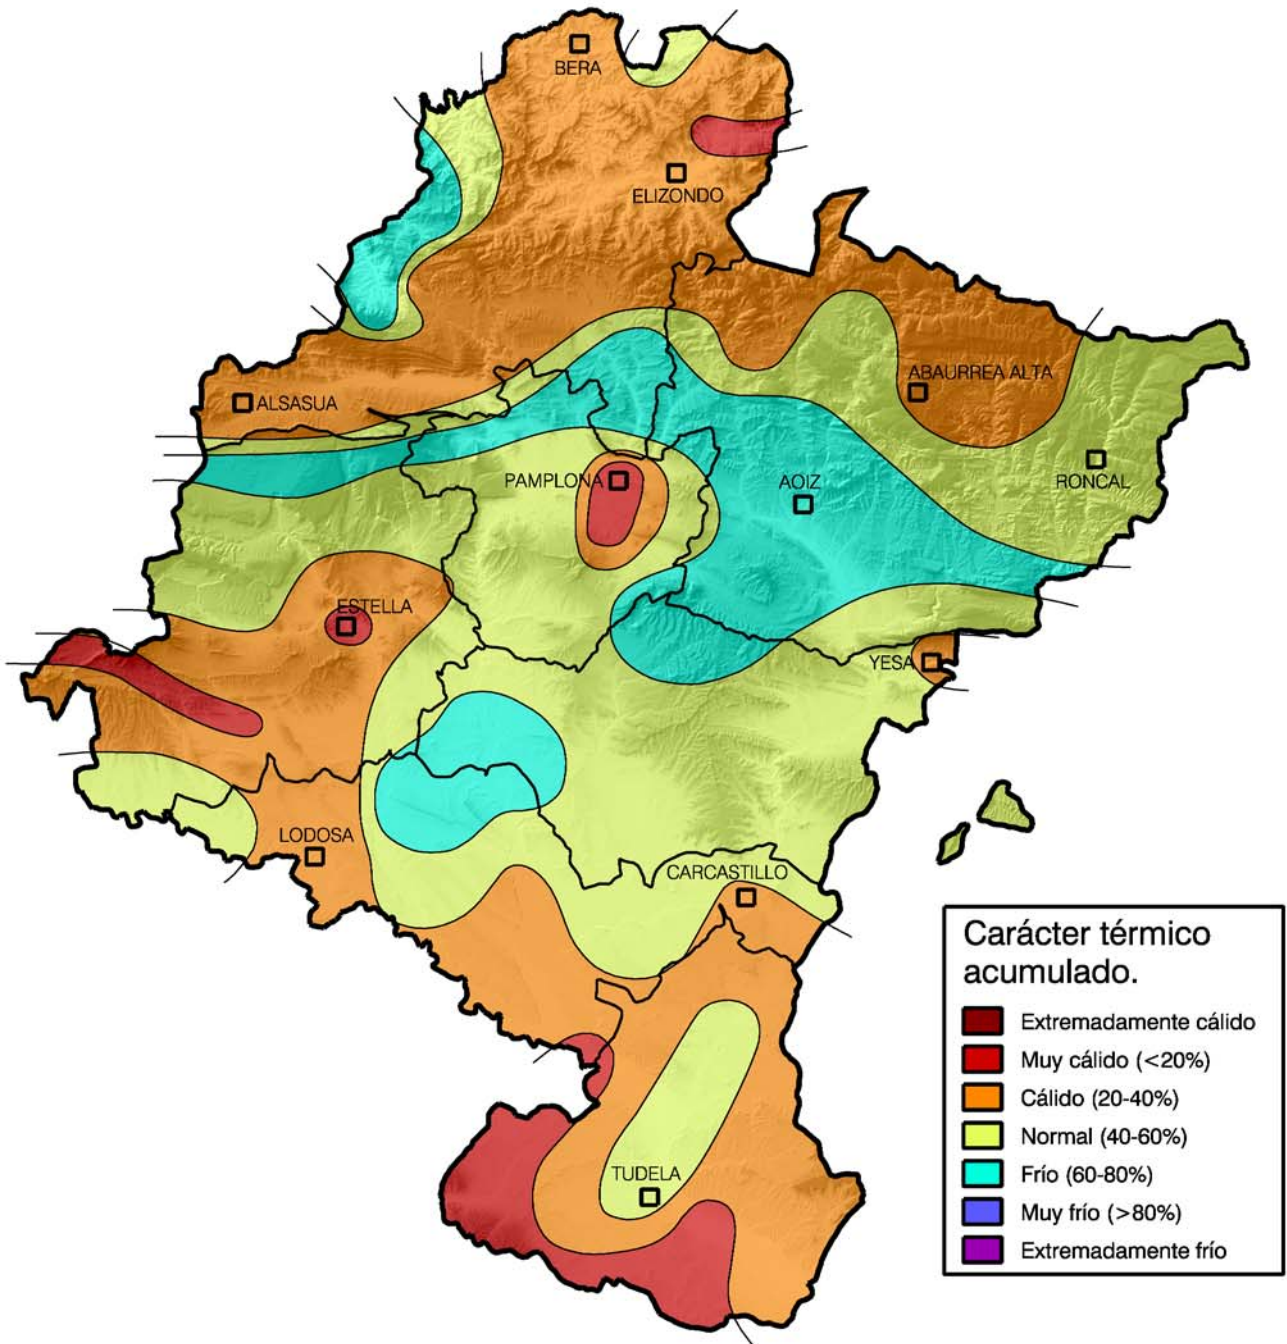 BERA
ELIZONDO
ABAURREA ALTA
ALSASUA
PAMPLONA
AOIZ
RONCAL
ESTELLA
YESA
LODOSA
CARCASTILLO
TUDELA
Carácter térmico
acumulado.
Extremadamente cálido
Muy cálido (<20%)
Cálido (20-40%)
Normal (40-60%)
Frío (60-80%)
Muy frío (>80%)
Extremadamente frío